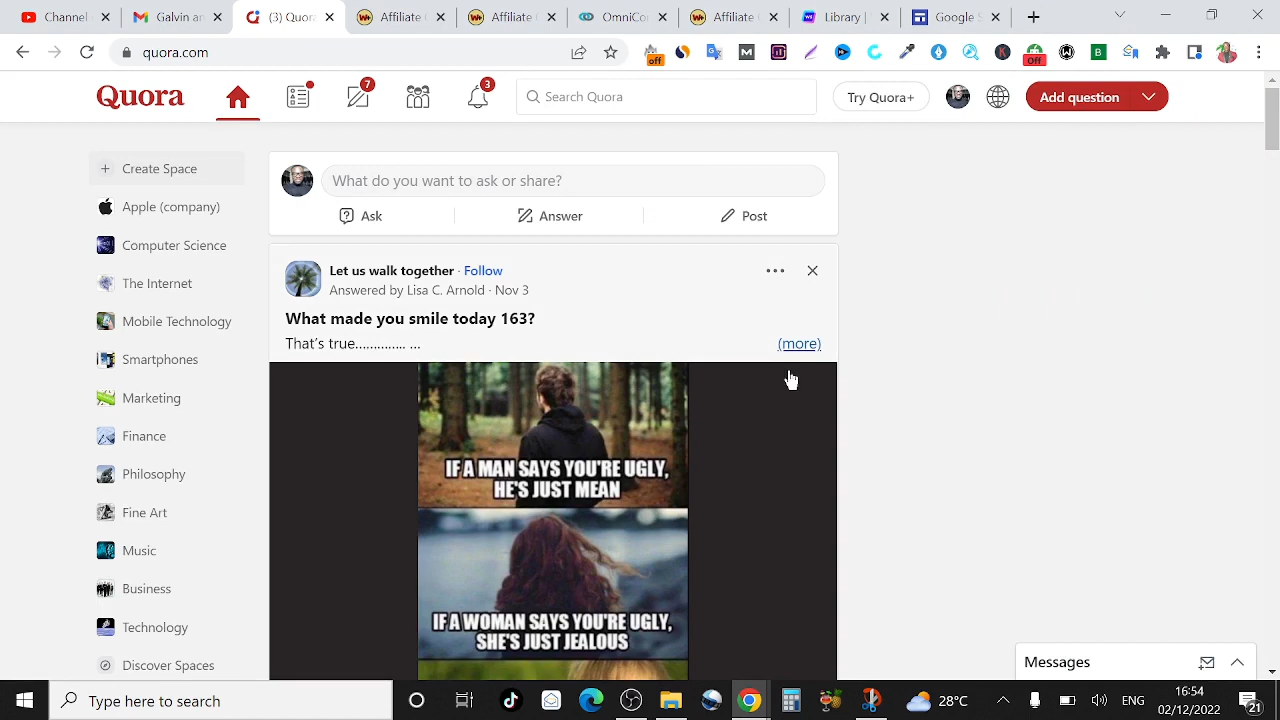 Channel
Gmail
(3) Quor
Affiliate
Affiliate
OmniCo
Affiliate
Library
Google S
quora.com
off
Off
Quora
7
3
Search Quora
Try Quora+
Add question
Create Space
Apple (company)
Computer Science
The Internet
Mobile Technology
Smartphones
Marketing
Finance
Philosophy
Fine Art
Music
Business
Technology
Discover Spaces
What do you want to ask or share?
Ask
Answer
Post
Let us walk together · Follow
Answered by Lisa C. Arnold · Nov 3
What made you smile today 163?
That's true.............. ...
(more)
IF A MAN SAYS YOU'RE UGLY,
HE'S JUST MEAN
IF A WOMAN SAYS YOU'RE UGLY,
SHE'S JUST JEALOUS
Messages
Type here to search
28°C
ENG
16:54
02/12/2022
21